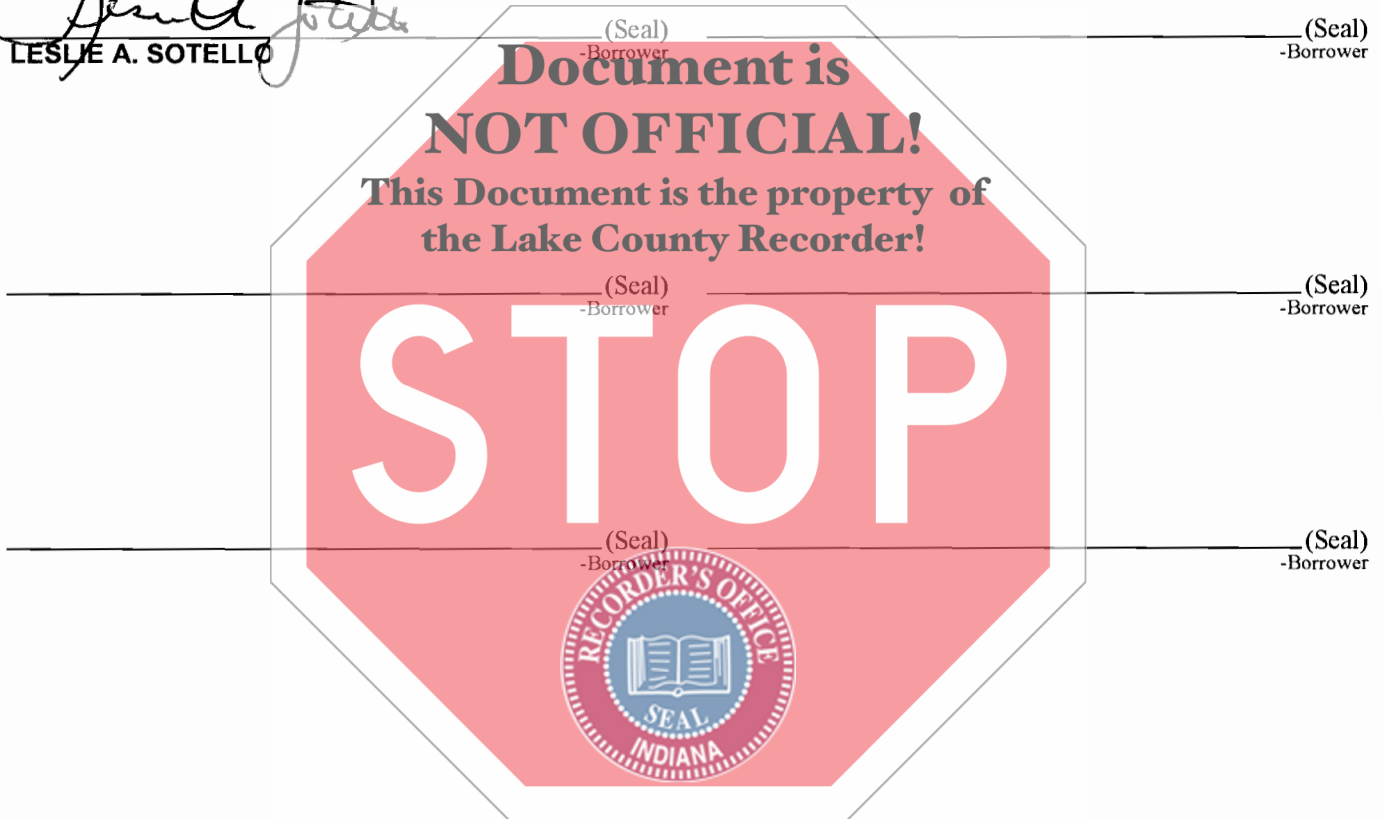 (Seal) (Seal)
LESLIE A. SOTELLO -Borrower -Borrower
Document is
NOT OFFICIAL!
This Document is the property of
the Lake County Recorder!
(Seal) (Seal)
-Borrower -Borrower
STOP
(Seal) (Seal)
-Borrower -Borrower
RECORDER'S OFFICE
SEAL
INDIANA